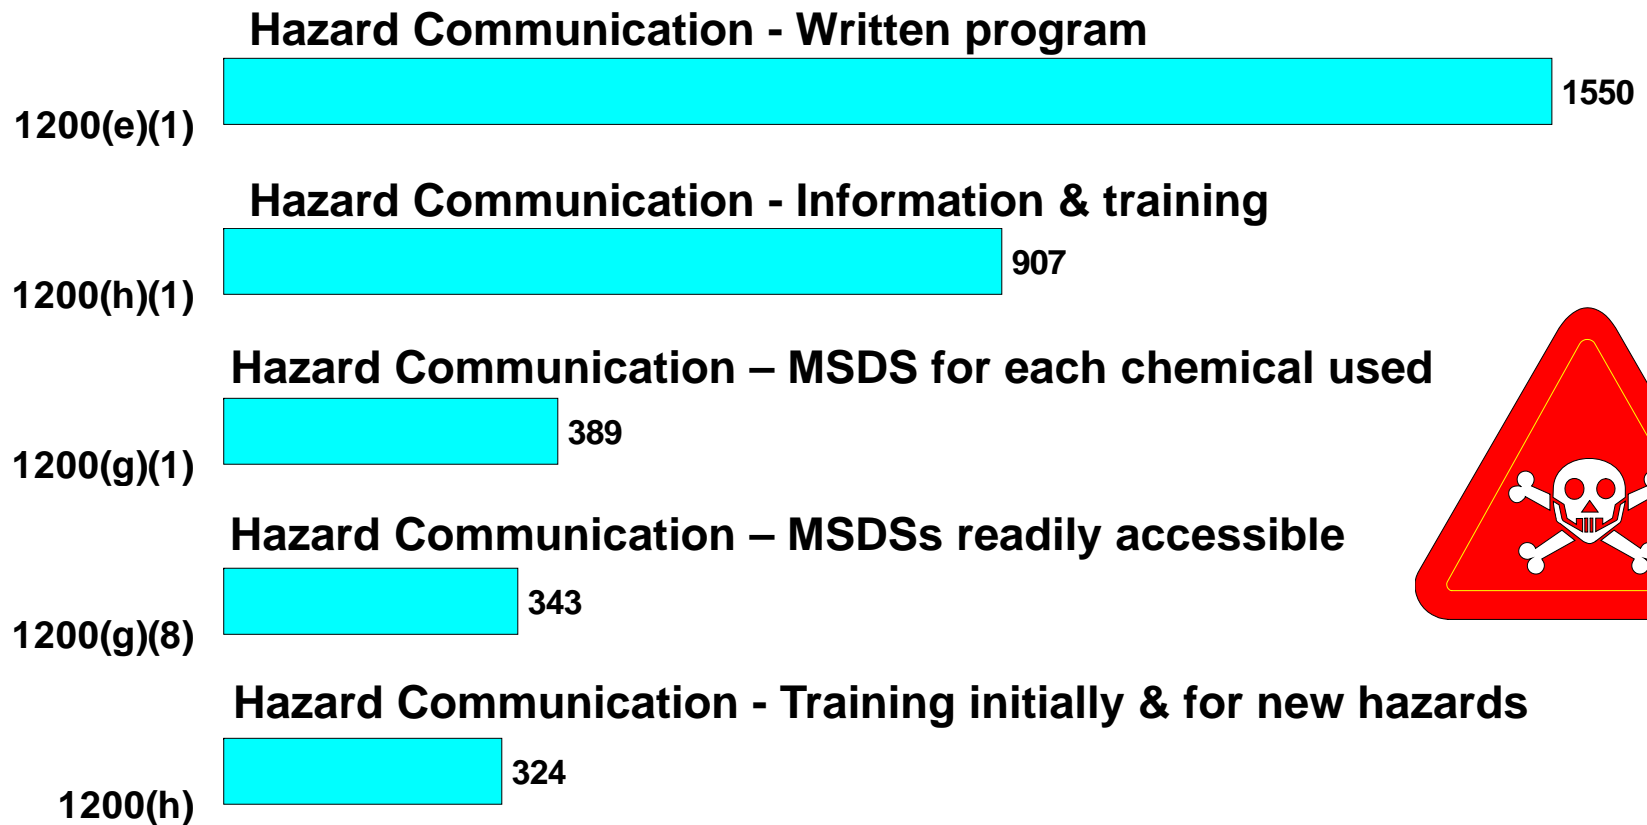 Hazard Communication - Written program
1550
1200(e)(1)
Hazard Communication - Information & training
907
1200(h)(1)
Hazard Communication – MSDS for each chemical used
389
1200(g)(1)
Hazard Communication – MSDSs readily accessible
343
1200(g)(8)
Hazard Communication - Training initially & for new hazards
324
1200(h)